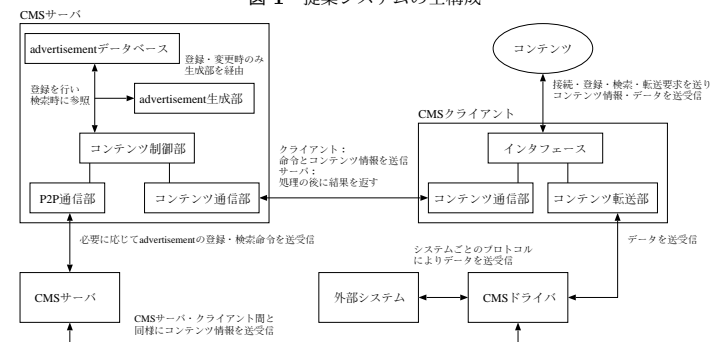 図 1 提案システムの全構成
CMSサーバ
advertisementデータベース
登録・変更時のみ
生成部を経由
登録を行い
検索時に参照
advertisement生成部
コンテンツ制御部
P2P通信部
コンテンツ通信部
コンテンツ
接続・登録・検索・転送要求を送り
コンテンツ情報・データを送受信
CMSクライアント
インタフェース
クライアント：
命令とコンテンツ情報を送信
サーバ：
処理の後に結果を返す
コンテンツ通信部
コンテンツ転送部
必要に応じてadvertisementの登録・検索命令を送受信
システムごとのプロトコル
によりデータを送受信
データを送受信
CMSサーバ
CMSサーバ・クライアント間と
同様にコンテンツ情報を送受信
外部システム
CMSドライバ